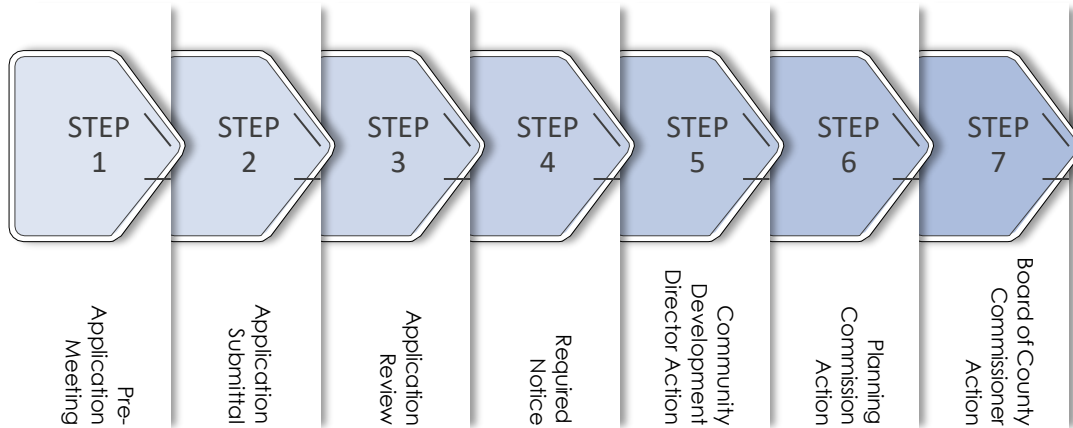 STEP
1
STEP
2
STEP
3
STEP
4
STEP
5
STEP
6
STEP
7
Pre-
Application
Meeting
Application
Submittal
Application
Review
Required
Notice
Community
Development
Director Action
Planning
Commission
Action
Board of County
Commissioner
Action